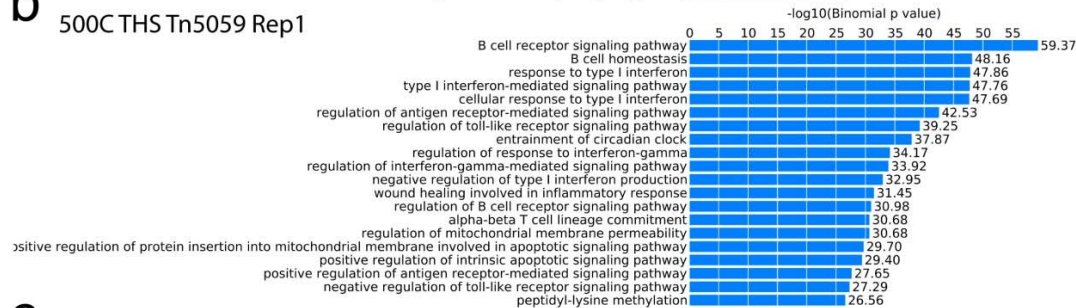 b
500C THS Tn5059 Rep1
-log10(Binomial p value)
0 5 10 15 20 25 30 35 40 45 50 55
B cell receptor signaling pathway 59.37
B cell homeostasis 48.16
response to type I interferon 47.86
type I interferon-mediated signaling pathway 47.76
cellular response to type I interferon 47.69
regulation of antigen receptor-mediated signaling pathway 42.53
regulation of toll-like receptor signaling pathway 39.25
entrainment of circadian clock 37.87
regulation of response to interferon-gamma 34.17
regulation of interferon-gamma-mediated signaling pathway 33.92
negative regulation of type I interferon production 32.95
wound healing involved in inflammatory response 31.45
regulation of B cell receptor signaling pathway 30.98
alpha-beta T cell lineage commitment 30.68
regulation of mitochondrial membrane permeability 30.68
ositive regulation of protein insertion into mitochondrial membrane involved in apoptotic signaling pathway 29.70
positive regulation of intrinsic apoptotic signaling pathway 29.40
positive regulation of antigen receptor-mediated signaling pathway 27.65
negative regulation of toll-like receptor signaling pathway 27.29
peptidyl-lysine methylation 26.56